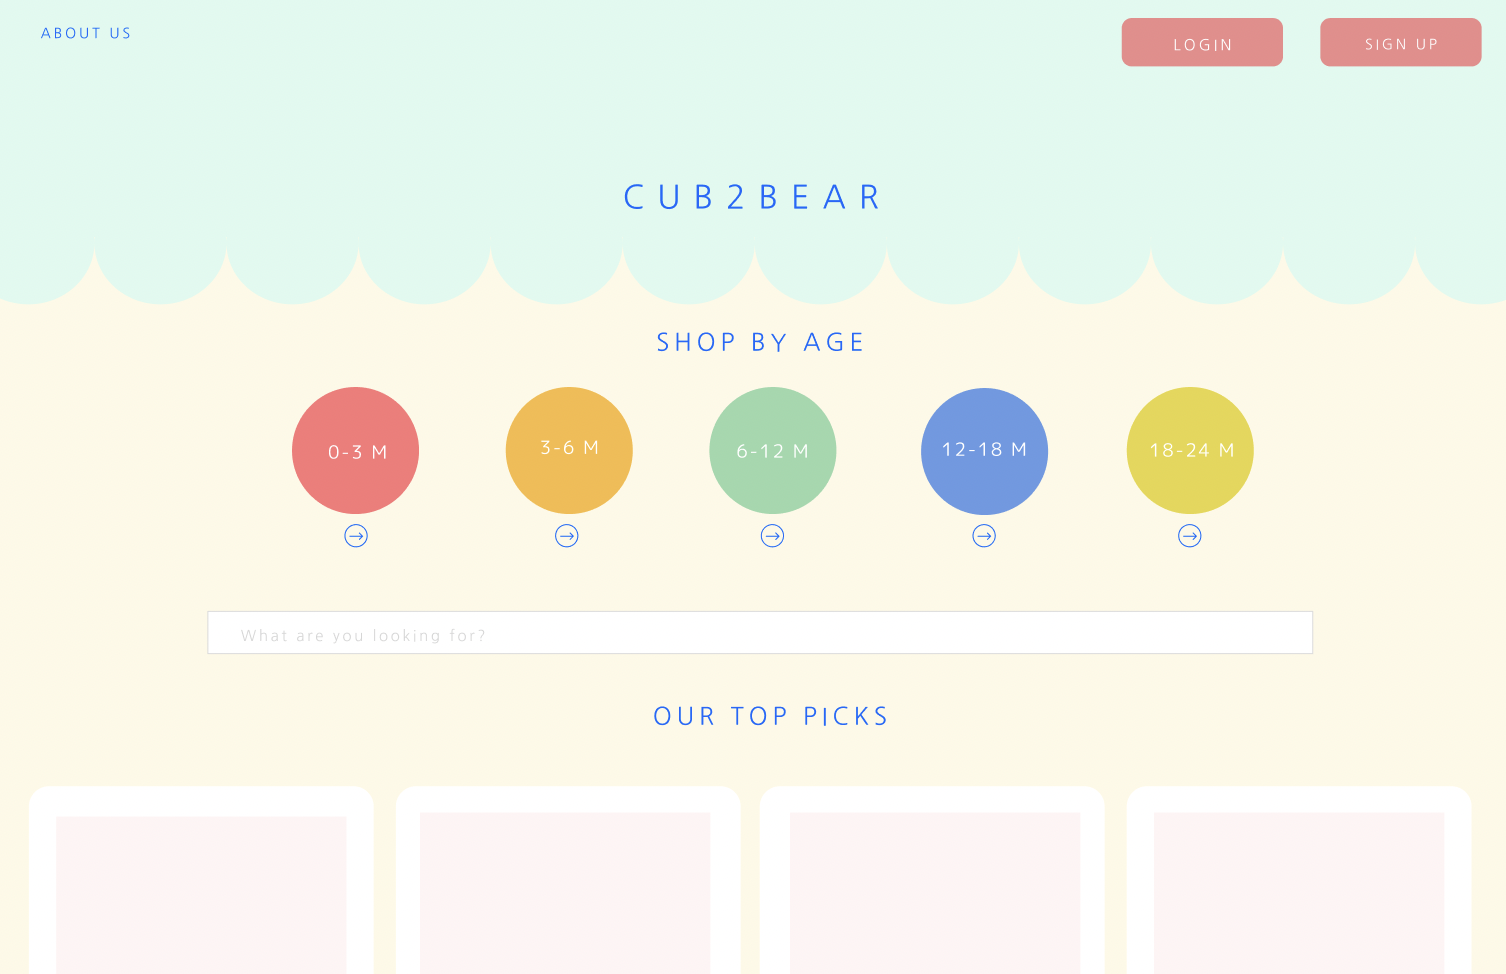 ABOUT US
LOGIN
SIGN UP
CUB2BEAR
SHOP BY AGE
0-3 M
3-6 M
6-12 M
12-18 M
18-24 M
What are you looking for?
OUR TOP PICKS